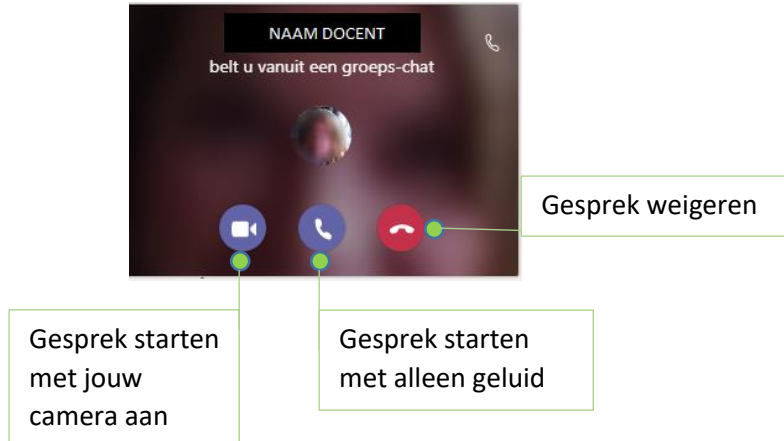 NAAM DOCENT
belt u vanuit een groeps-chat
Gesprek weigeren
Gesprek starten
met jouw
camera aan
Gesprek starten
met alleen geluid